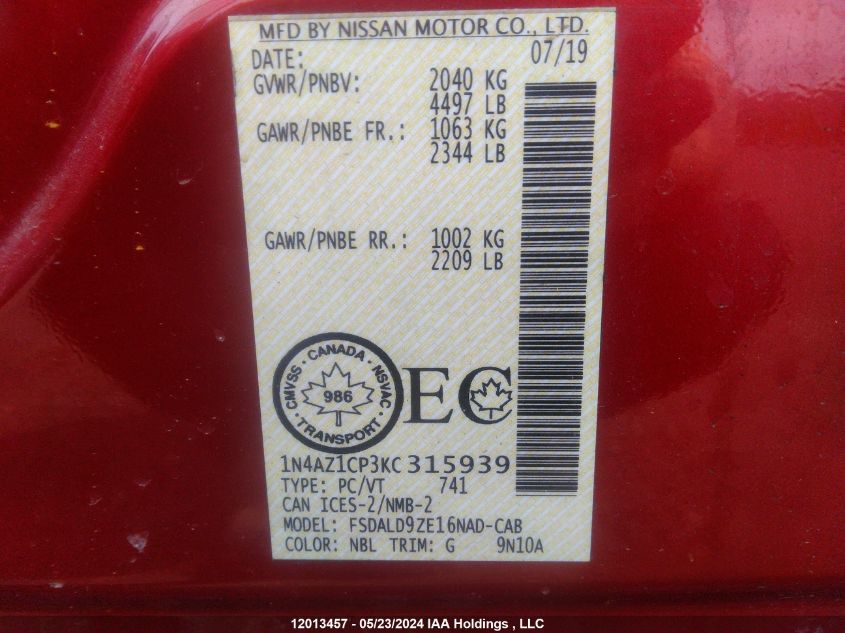 MFD BY NISSAN MOTOR CO., LTD.
DATE: 07/19
GVWR/PNBV: 2040 KG
4497 LB
GAWR/PNBE FR.: 1063 KG
2344 LB
GAWR/PNBE RR.: 1002 KG
2209 LB
CMVSS · CANADA · NSVAC · TRANSPORT ·
986
EC
1N4AZ1CP3KC315939
TYPE: PC/VT 741
CAN ICES-2/NMB-2
MODEL: FSDALD9ZE16NAD-CAB
COLOR: NBL TRIM: G 9N10A
12013457 - 05/23/2024 IAA Holdings , LLC